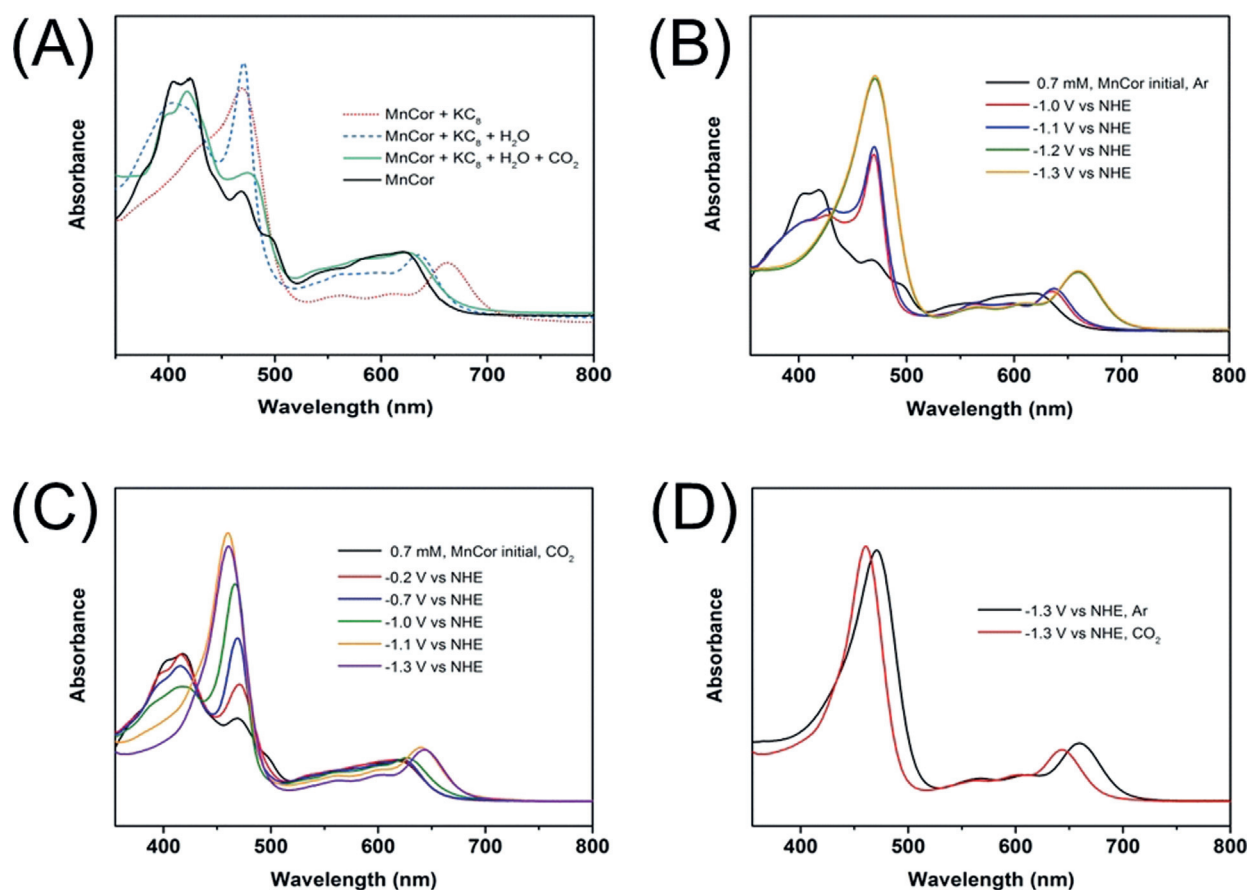 (A)
Absorbance
MnCor + KC₈
MnCor + KC₈ + H₂O
MnCor + KC₈ + H₂O + CO₂
MnCor
400 500 600 700 800
Wavelength (nm)
(B)
Absorbance
0.7 mM, MnCor initial, Ar
-1.0 V vs NHE
-1.1 V vs NHE
-1.2 V vs NHE
-1.3 V vs NHE
400 500 600 700 800
Wavelength (nm)
(C)
Absorbance
0.7 mM, MnCor initial, CO₂
-0.2 V vs NHE
-0.7 V vs NHE
-1.0 V vs NHE
-1.1 V vs NHE
-1.3 V vs NHE
400 500 600 700 800
Wavelength (nm)
(D)
Absorbance
-1.3 V vs NHE, Ar
-1.3 V vs NHE, CO₂
400 500 600 700 800
Wavelength (nm)